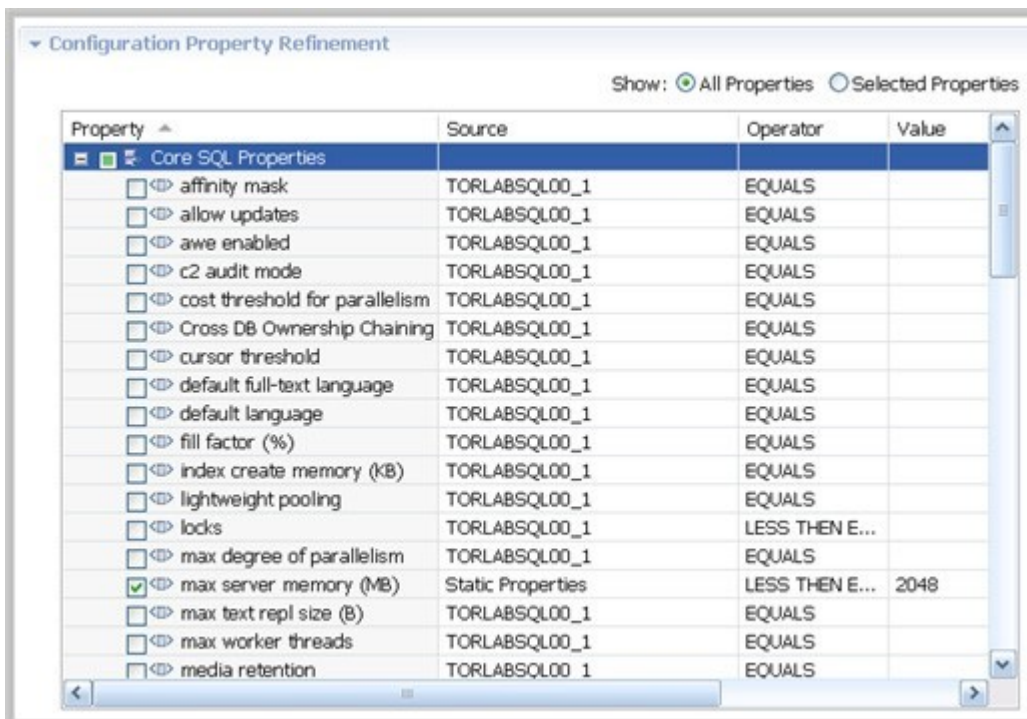 Configuration Property Refinement
Show: All Properties Selected Properties
Property Source Operator Value
Core SQL Properties
affinity mask TORLABSQL00_1 EQUALS
allow updates TORLABSQL00_1 EQUALS
awe enabled TORLABSQL00_1 EQUALS
c2 audit mode TORLABSQL00_1 EQUALS
cost threshold for parallelism TORLABSQL00_1 EQUALS
Cross DB Ownership Chaining TORLABSQL00_1 EQUALS
cursor threshold TORLABSQL00_1 EQUALS
default full-text language TORLABSQL00_1 EQUALS
default language TORLABSQL00_1 EQUALS
fill factor (%) TORLABSQL00_1 EQUALS
index create memory (KB) TORLABSQL00_1 EQUALS
lightweight pooling TORLABSQL00_1 EQUALS
locks TORLABSQL00_1 LESS THEN E...
max degree of parallelism TORLABSQL00_1 EQUALS
max server memory (MB) Static Properties LESS THEN E... 2048
max text repl size (B) TORLABSQL00_1 EQUALS
max worker threads TORLABSQL00_1 EQUALS
media retention TORLABSQL00_1 EQUALS